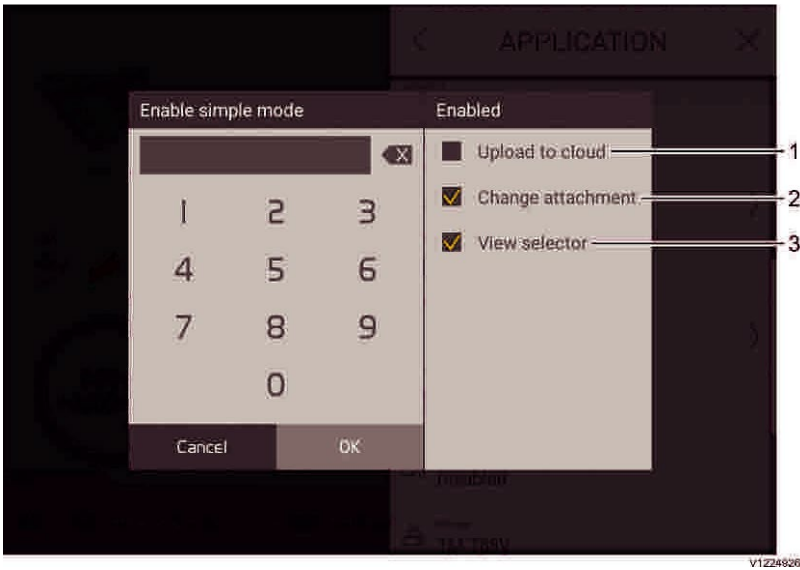 APPLICATION
Enable simple mode
Enabled
Upload to cloud
1
Change attachment
2
View selector
3
1 2 3
4 5 6
7 8 9
0
Cancel
OK
Disabled
V1224926